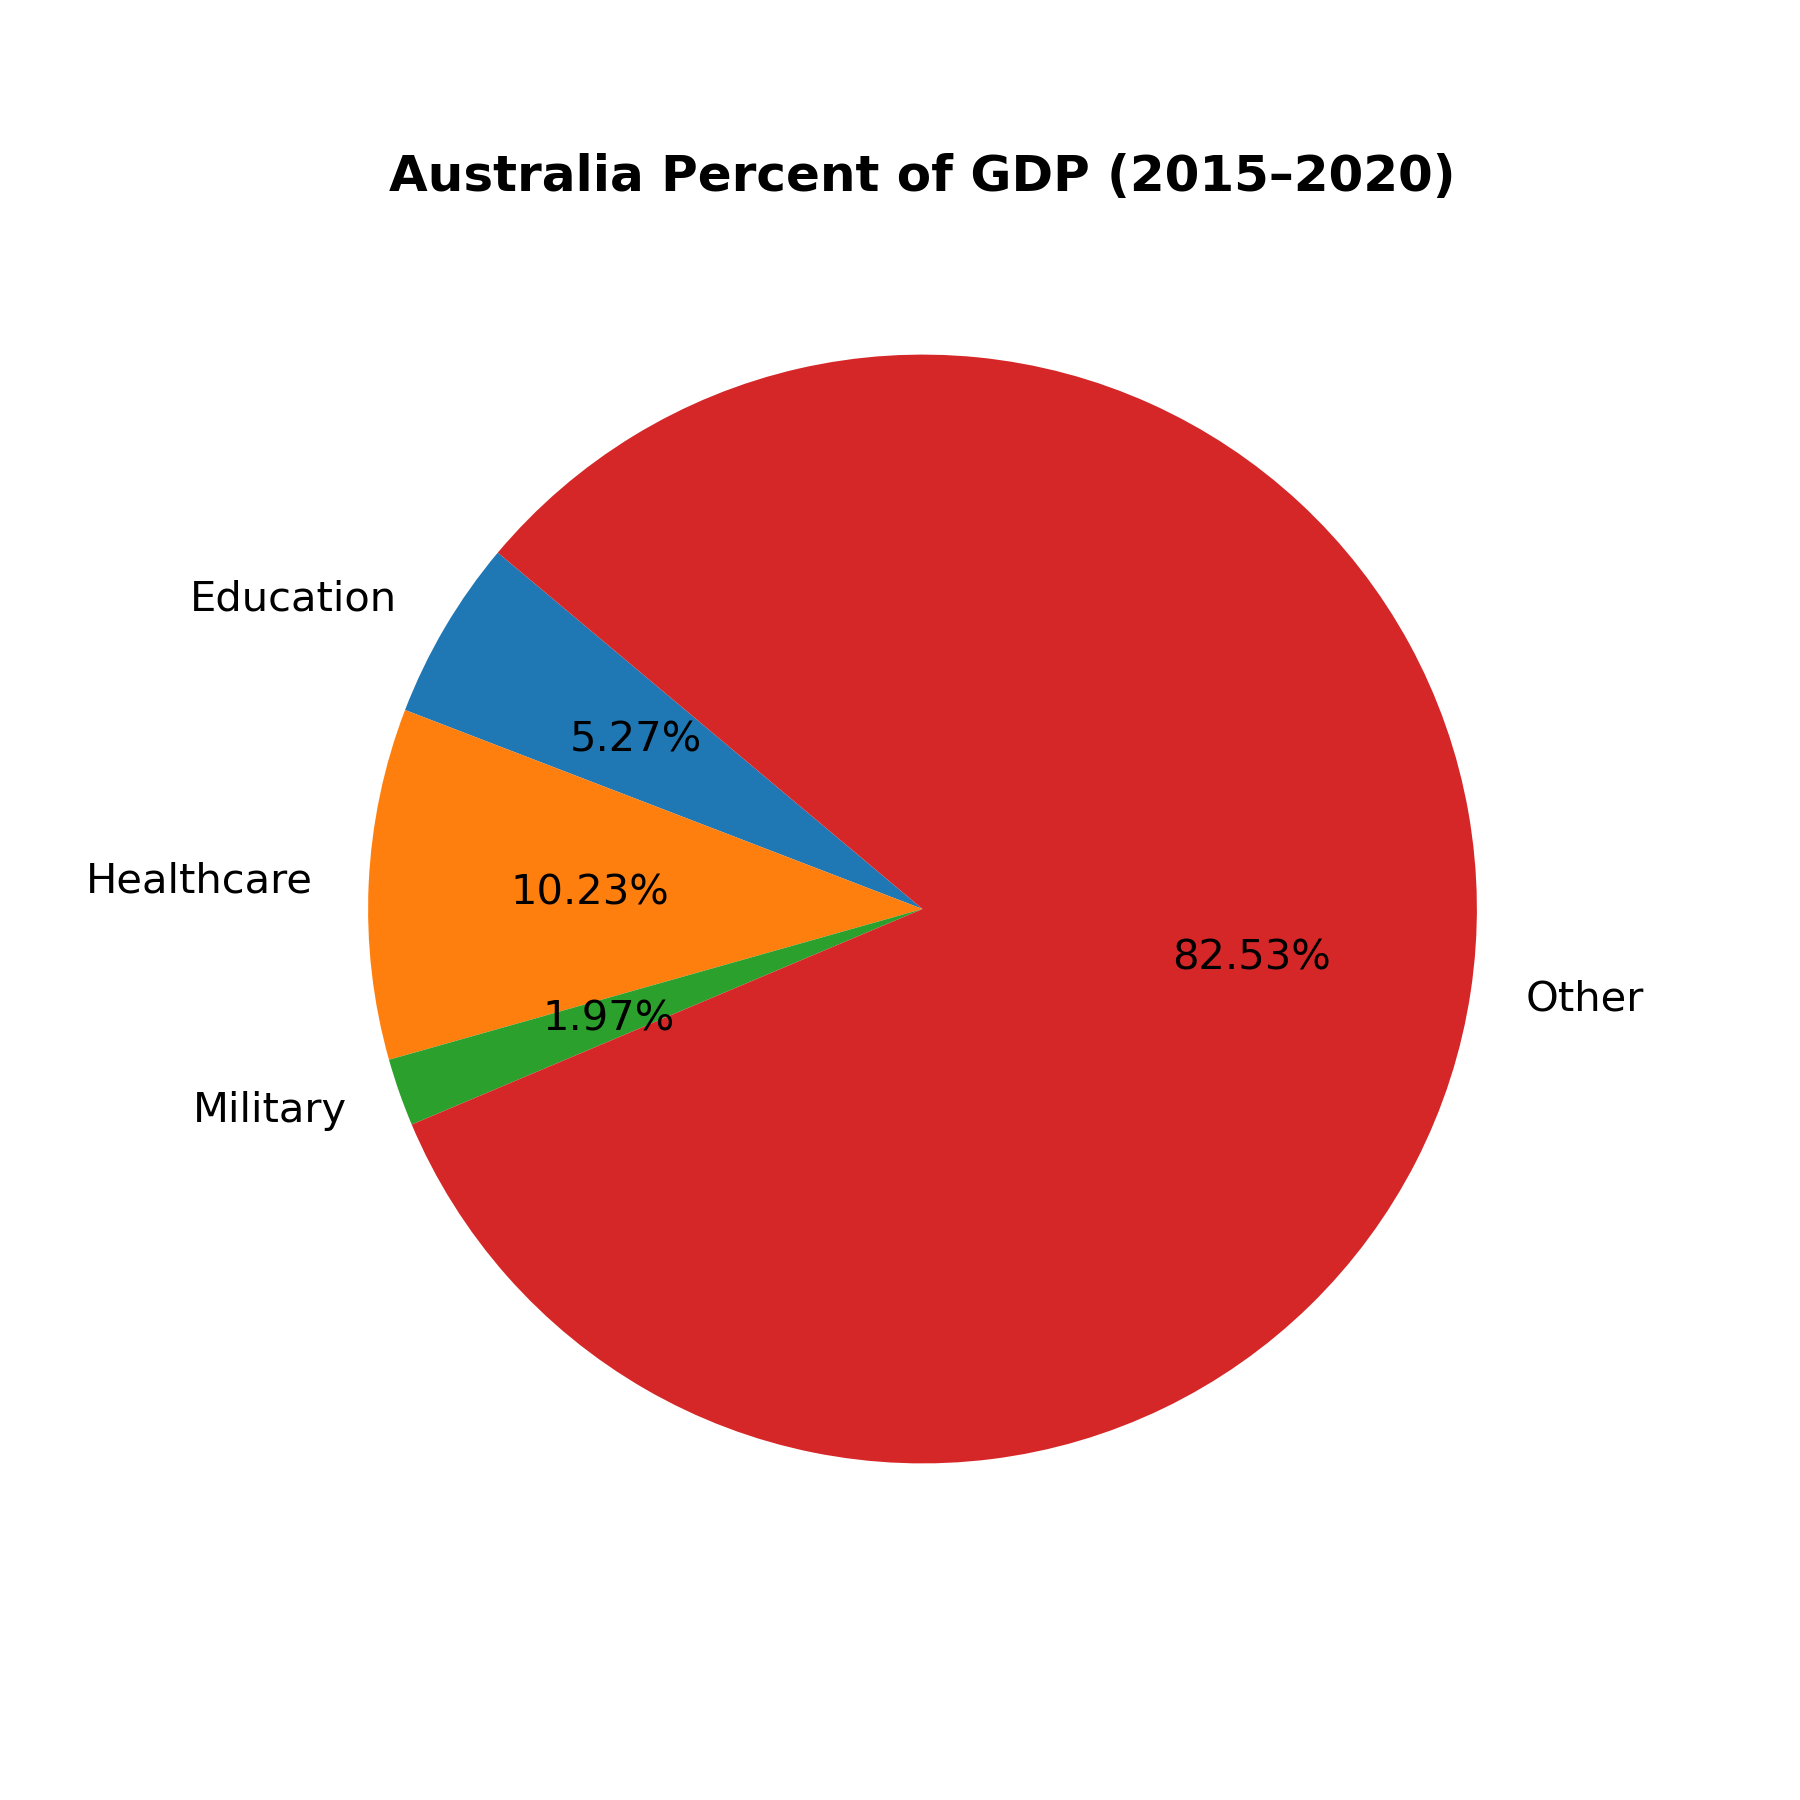 Australia Percent of GDP (2015–2020)
Education
5.27%
Healthcare
10.23%
82.53%
Other
1.97%
Military